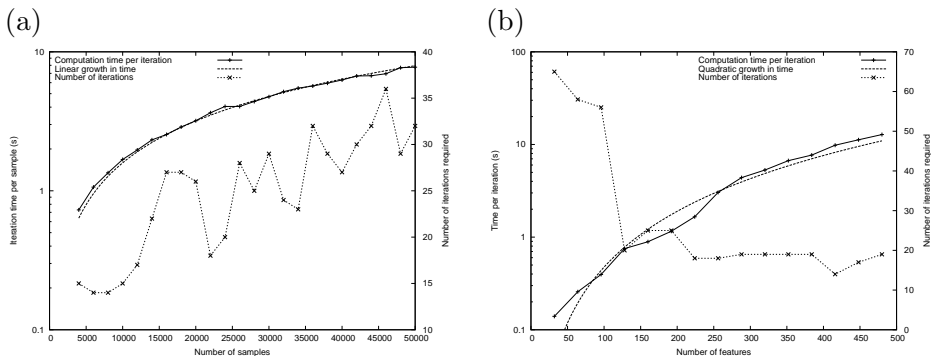 (a)
10
1
0.1
Iteration time per sample (s)
Computation time per iteration
Linear growth in time
Number of iterations
40
35
30
25
20
15
10
Number of iterations required
0 5000 10000 15000 20000 25000 30000 35000 40000 45000 50000
Number of samples
(b)
100
10
1
0.1
Time per iteration (s)
Computation time per iteration
Quadratic growth in time
Number of iterations
70
60
50
40
30
20
10
0
Number of iterations required
0 50 100 150 200 250 300 350 400 450 500
Number of features